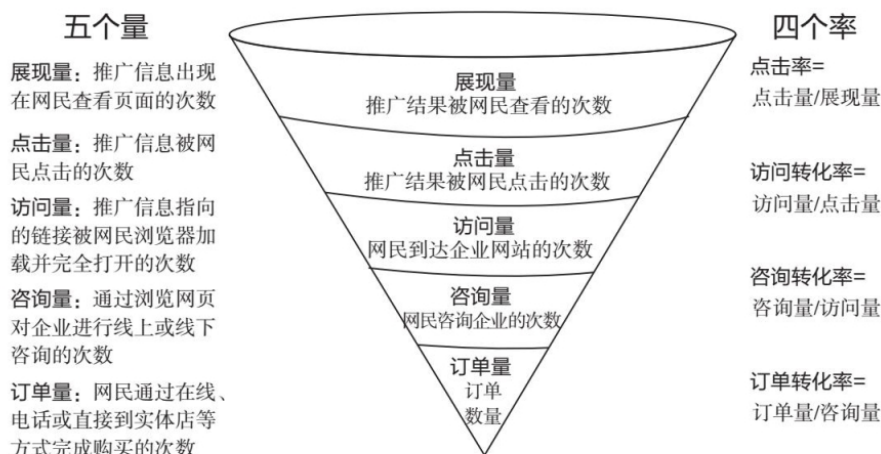 五个量
展现量：推广信息出现
在网民查看页面的次数
点击量：推广信息被网
民点击的次数
访问量：推广信息指向
的链接被网民浏览器加
载并完全打开的次数
咨询量：通过浏览网页
对企业进行线上或线下
咨询的次数
订单量：网民通过在线、
电话或直接到实体店等
方式完成购买的次数
展现量
推广结果被网民查看的次数
点击量
推广结果被网民点击的次数
访问量
网民到达企业网站的次数
咨询量
网民咨询企业的次数
订单量
订单
数量
四个率
点击率=
点击量/展现量
访问转化率=
访问量/点击量
咨询转化率=
咨询量/访问量
订单转化率=
订单量/咨询量